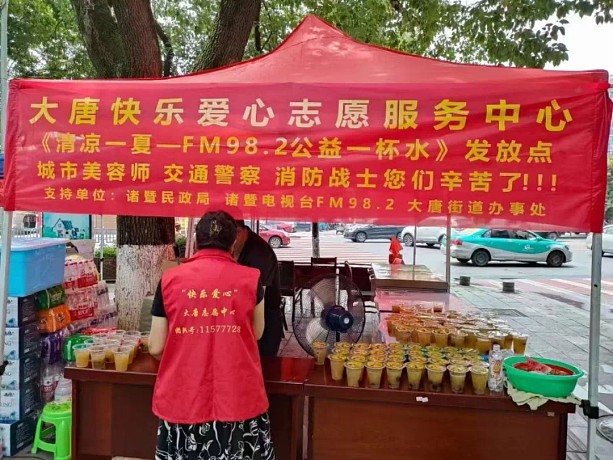 大唐快乐爱心志愿服务中心
《清凉一夏—FM98.2公益一杯水》发放点
城市美容师 交通警察 消防战士您们辛苦了!!!
支持单位：诸暨民政局 诸暨电视台FM98.2 大唐街道办事处
“快乐爱心”
大唐志愿中心